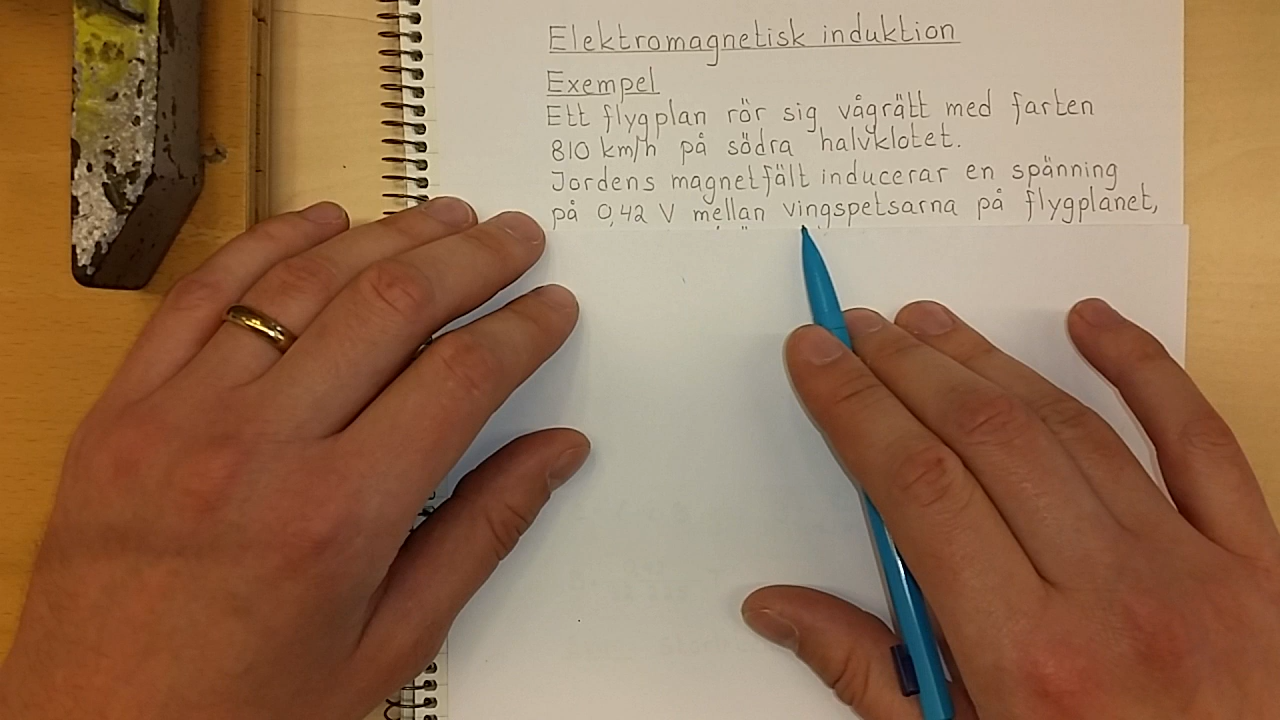 Elektromagnetisk induktion
Exempel
Ett flygplan rör sig vågrätt med farten
810 km/h på södra halvklotet.
Jordens magnetfält inducerar en spänning
på 0,42 V mellan vingspetsarna på flygplanet,